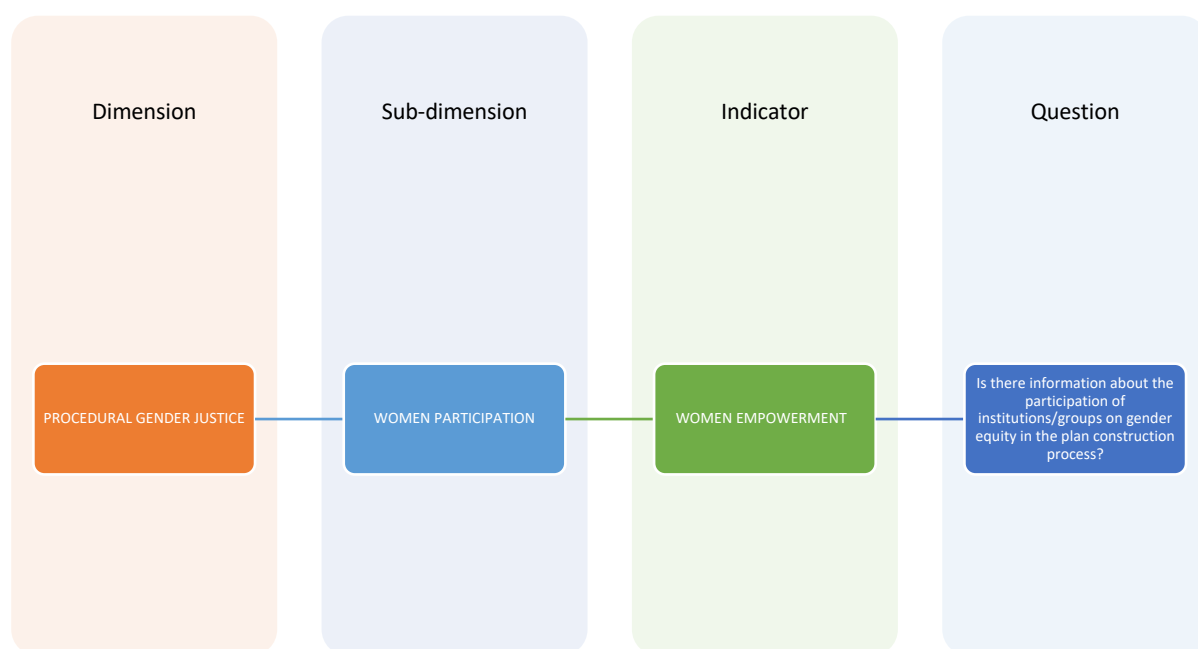 Dimension
Sub-dimension
Indicator
Question
PROCEDURAL GENDER JUSTICE
WOMEN PARTICIPATION
WOMEN EMPOWERMENT
Is there information about the
participation of
institutions/groups on gender
equity in the plan construction
process?